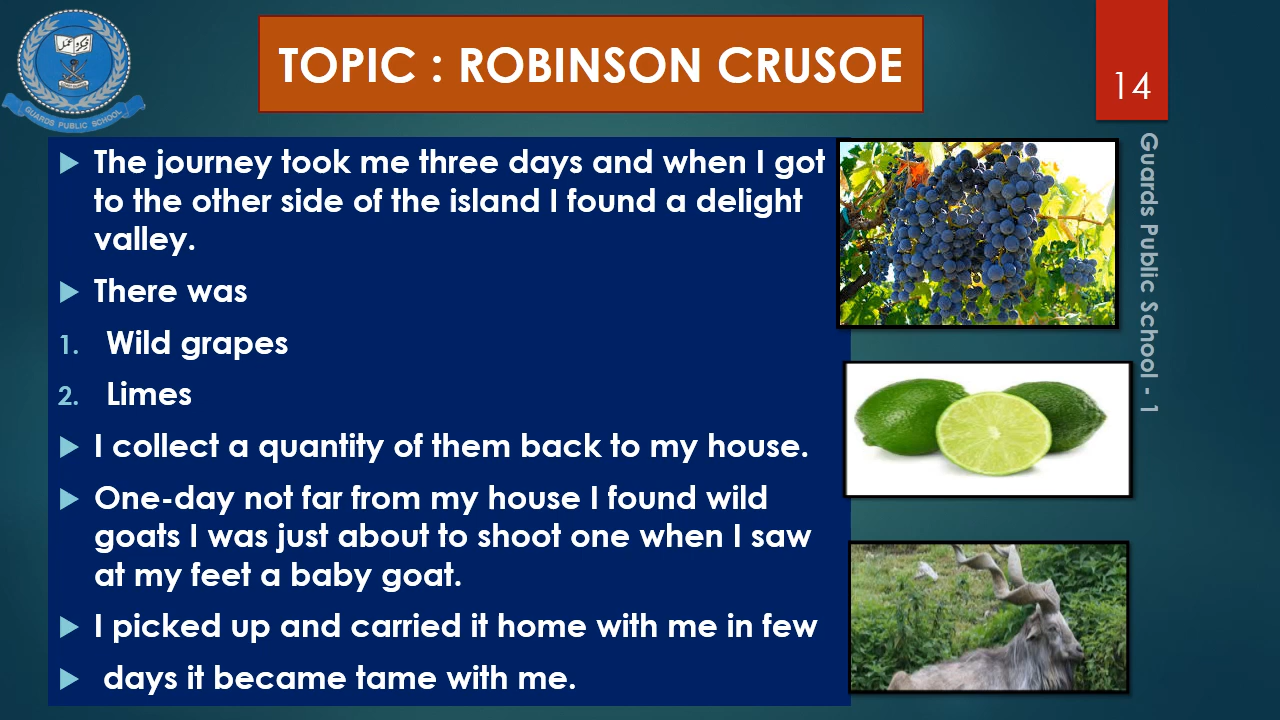 TOPIC : ROBINSON CRUSOE
14
The journey took me three days and when I got
to the other side of the island I found a delight
valley.
There was
1. Wild grapes
2. Limes
I collect a quantity of them back to my house.
One-day not far from my house I found wild
goats I was just about to shoot one when I saw
at my feet a baby goat.
I picked up and carried it home with me in few
days it became tame with me.
Guards Public School - 1
GUARDS PUBLIC SCHOOL